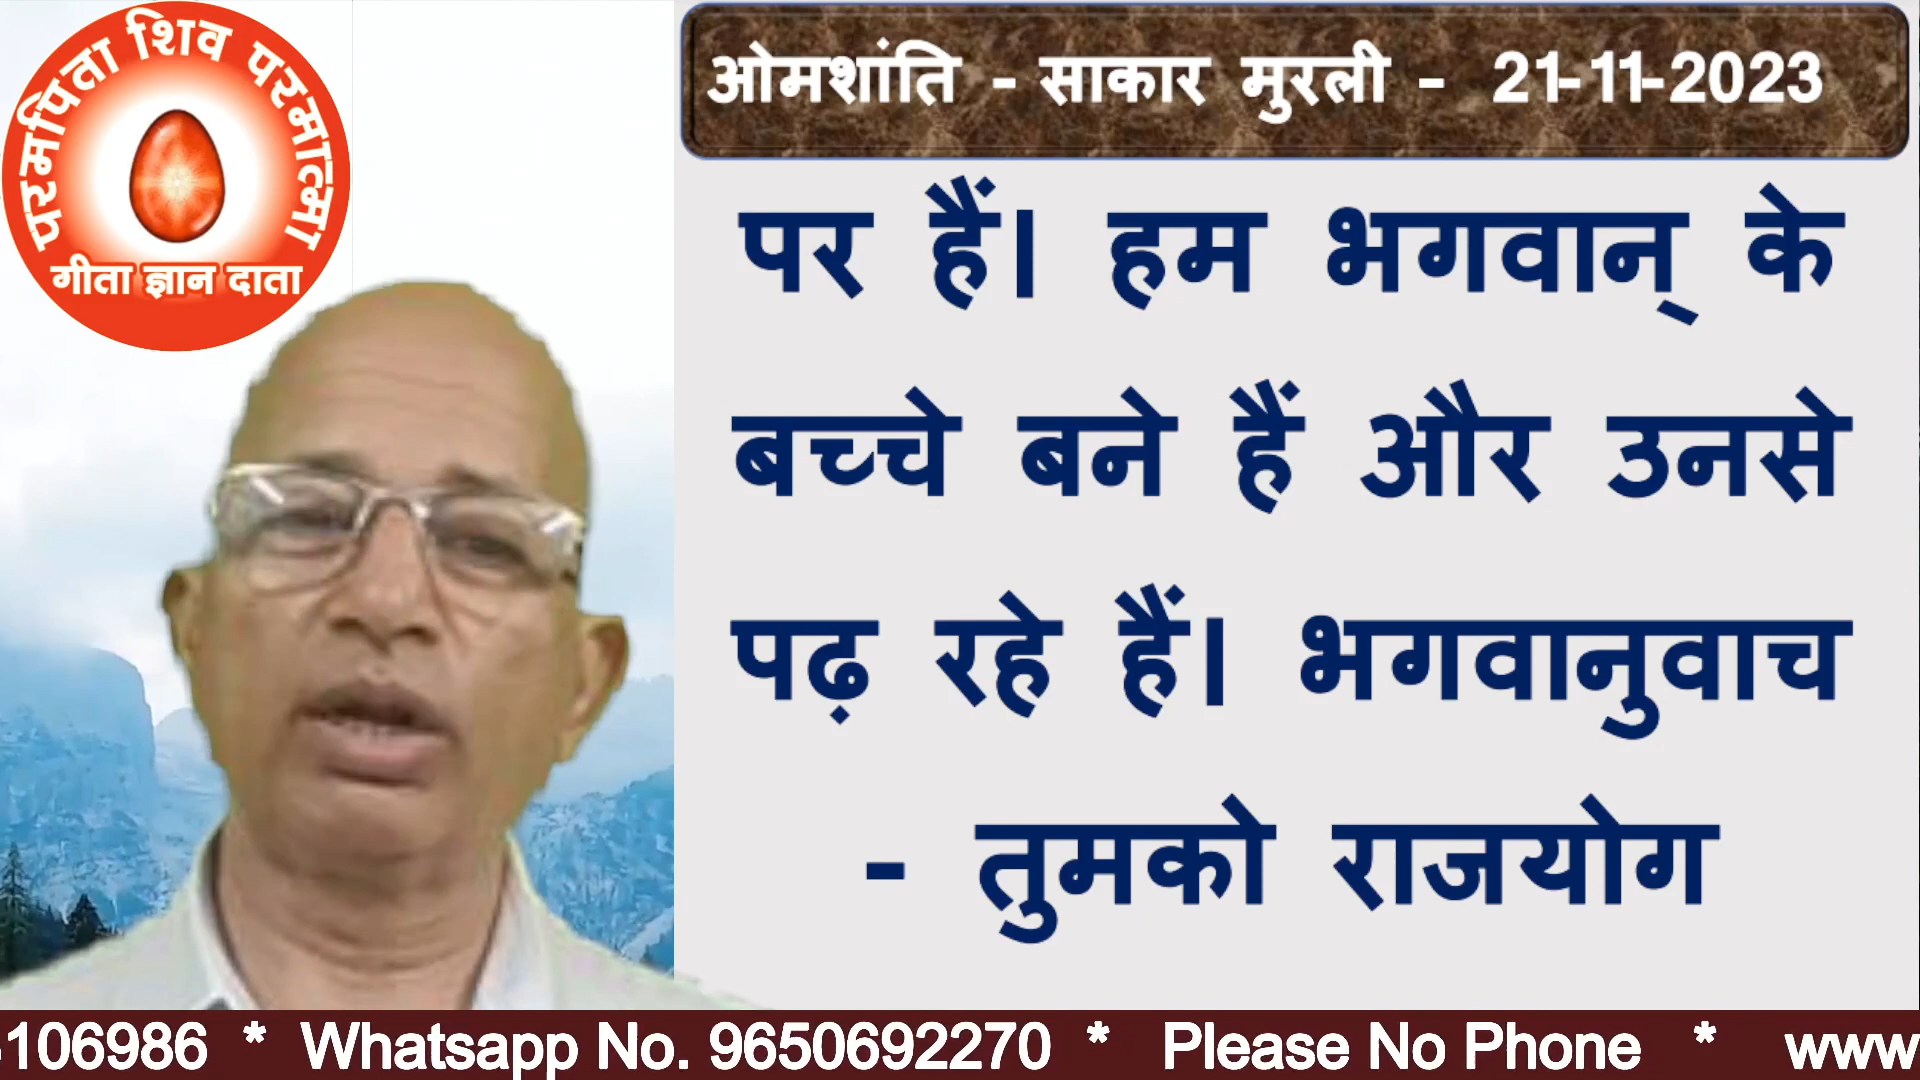 परमपिता शिव परमात्मा
गीता ज्ञान दाता
ओमशांति - साकार मुरली - 21-11-2023
पर हैं। हम भगवान् के
बच्चे बने हैं और उनसे
पढ़ रहे हैं। भगवानुवाच
- तुमको राजयोग
106986 * Whatsapp No. 9650692270 * Please No Phone * www